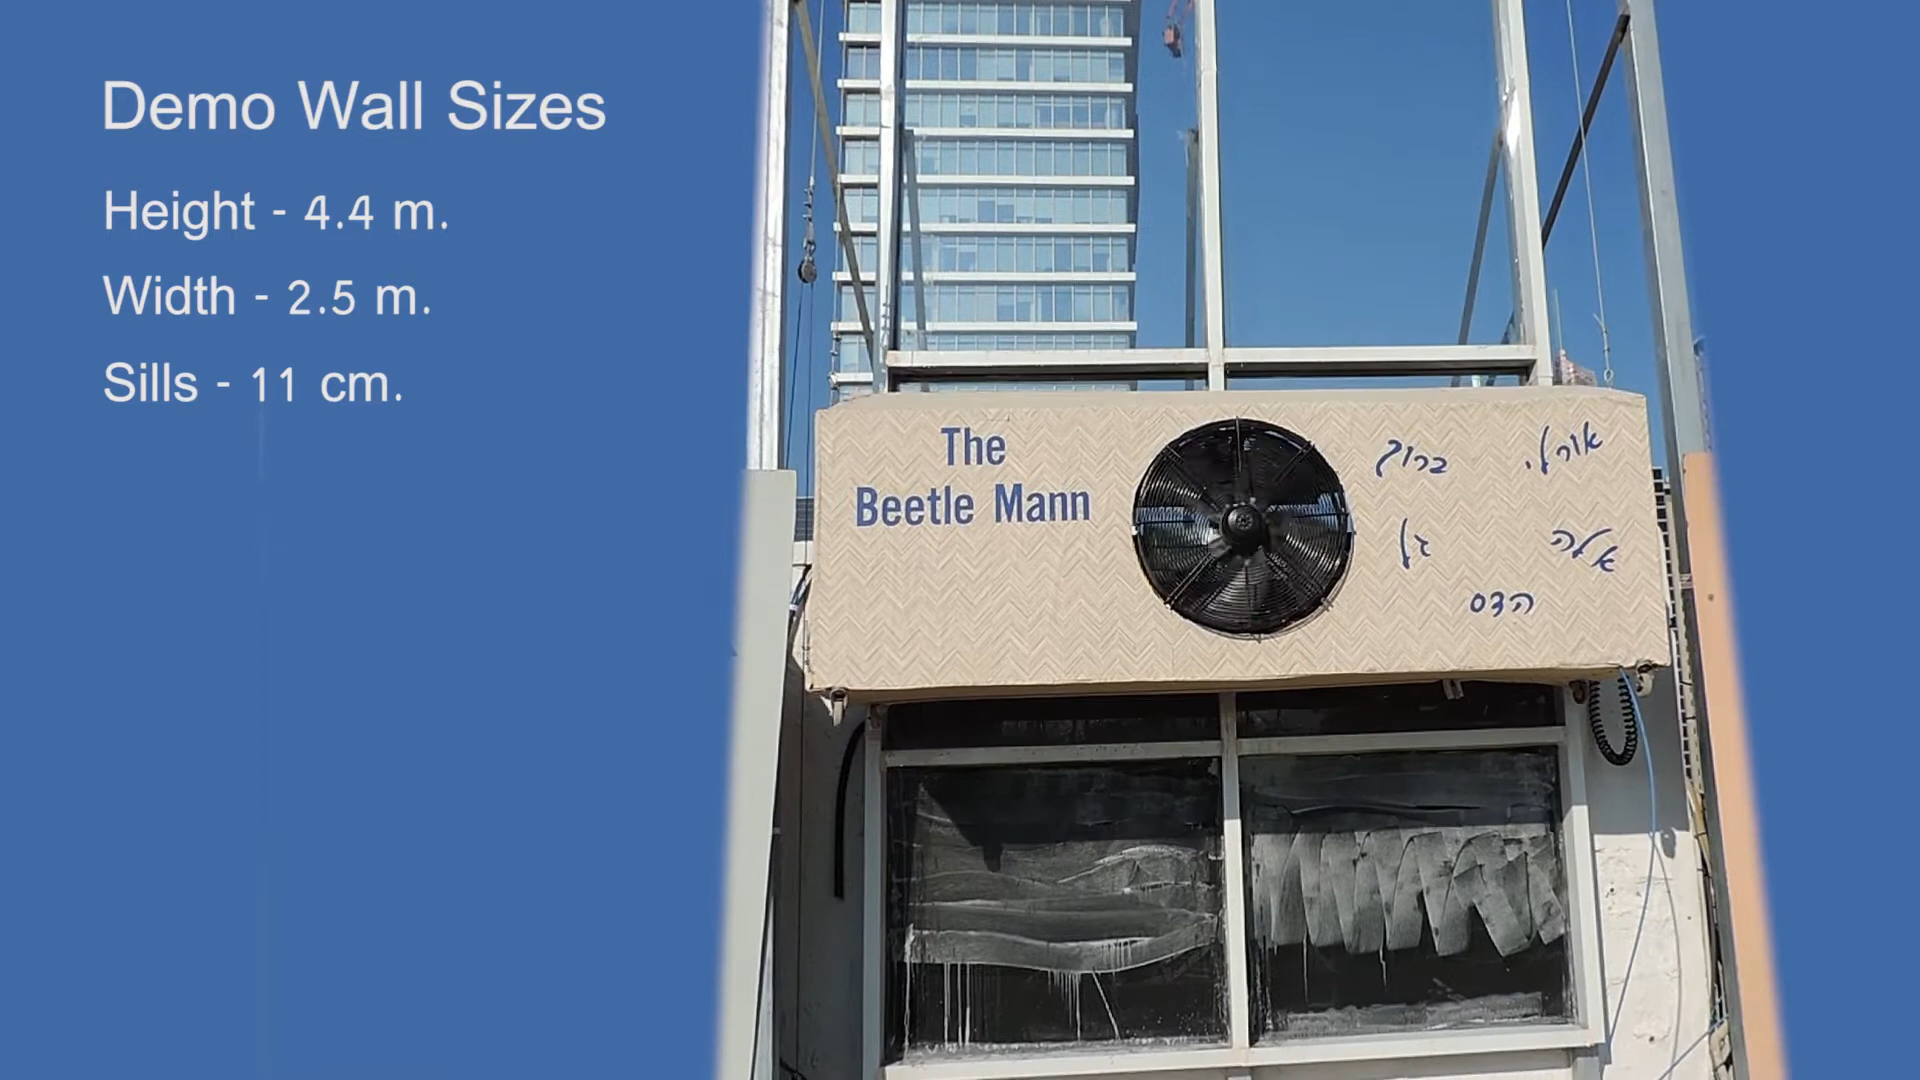 Demo Wall Sizes
Height - 4.4 m.
Width - 2.5 m.
Sills - 11 cm.
The
Beetle Mann
אורלי ברוך
אלה גל
הדס